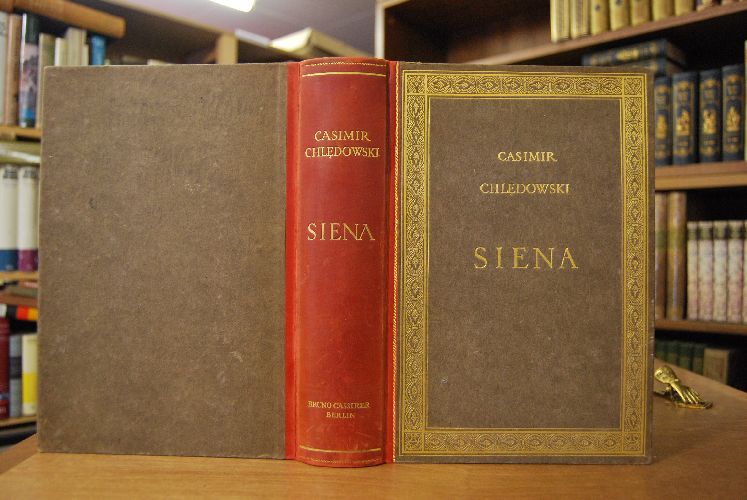 CASIMIR
CHLĘDOWSKI
SIENA
BRUNO CASSIRER
BERLIN
CASIMIR
CHLĘDOWSKI
SIENA